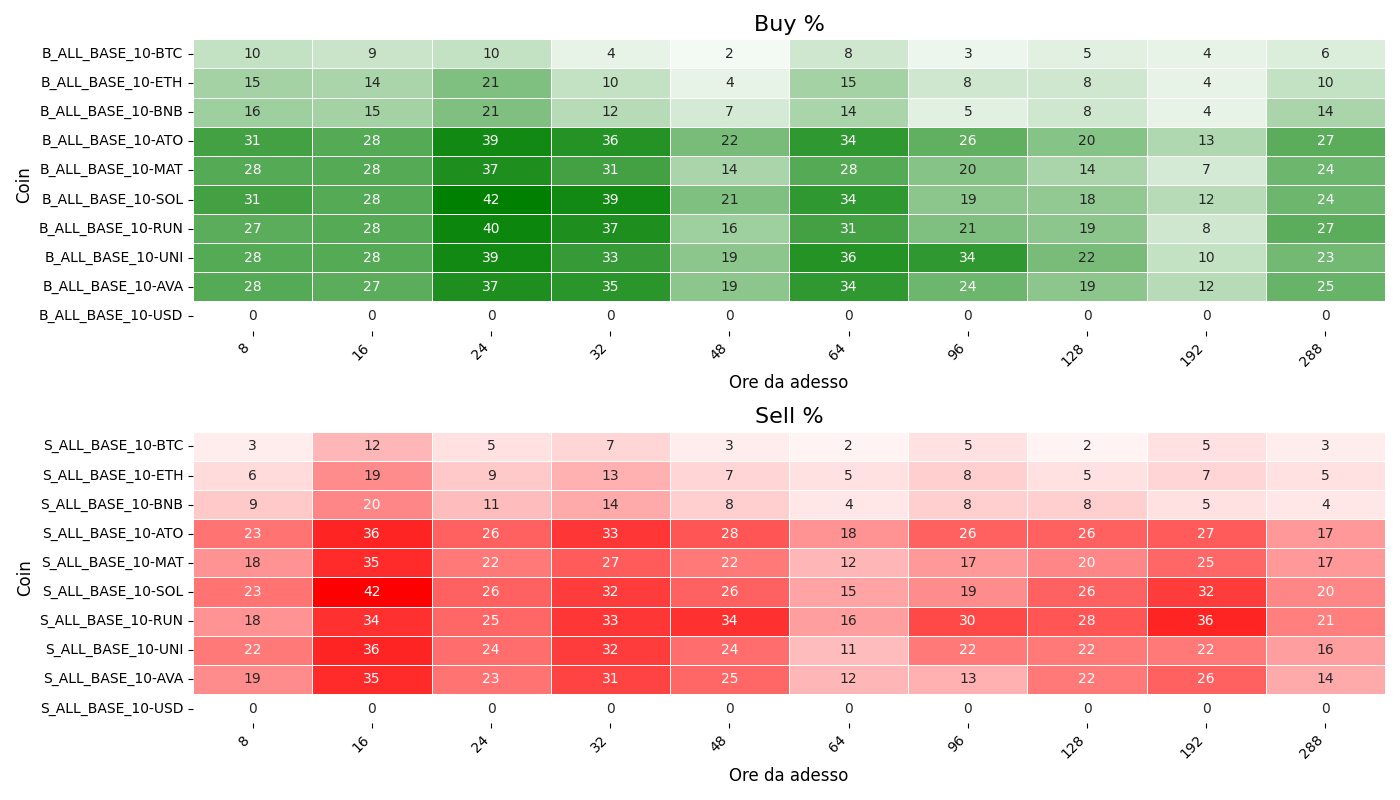 Buy %
Coin
B_ALL_BASE_10-BTC 10 9 10 4 2 8 3 5 4 6
B_ALL_BASE_10-ETH 15 14 21 10 4 15 8 8 4 10
B_ALL_BASE_10-BNB 16 15 21 12 7 14 5 8 4 14
B_ALL_BASE_10-ATO 31 28 39 36 22 34 26 20 13 27
B_ALL_BASE_10-MAT 28 28 37 31 14 28 20 14 7 24
B_ALL_BASE_10-SOL 31 28 42 39 21 34 19 18 12 24
B_ALL_BASE_10-RUN 27 28 40 37 16 31 21 19 8 27
B_ALL_BASE_10-UNI 28 28 39 33 19 36 34 22 10 23
B_ALL_BASE_10-AVA 28 27 37 35 19 34 24 19 12 25
B_ALL_BASE_10-USD 0 0 0 0 0 0 0 0 0 0
8 16 24 32 48 64 96 128 192 288
Ore da adesso
Sell %
Coin
S_ALL_BASE_10-BTC 3 12 5 7 3 2 5 2 5 3
S_ALL_BASE_10-ETH 6 19 9 13 7 5 8 5 7 5
S_ALL_BASE_10-BNB 9 20 11 14 8 4 8 8 5 4
S_ALL_BASE_10-ATO 23 36 26 33 28 18 26 26 27 17
S_ALL_BASE_10-MAT 18 35 22 27 22 12 17 20 25 17
S_ALL_BASE_10-SOL 23 42 26 32 26 15 19 26 32 20
S_ALL_BASE_10-RUN 18 34 25 33 34 16 30 28 36 21
S_ALL_BASE_10-UNI 22 36 24 32 24 11 22 22 22 16
S_ALL_BASE_10-AVA 19 35 23 31 25 12 13 22 26 14
S_ALL_BASE_10-USD 0 0 0 0 0 0 0 0 0 0
8 16 24 32 48 64 96 128 192 288
Ore da adesso